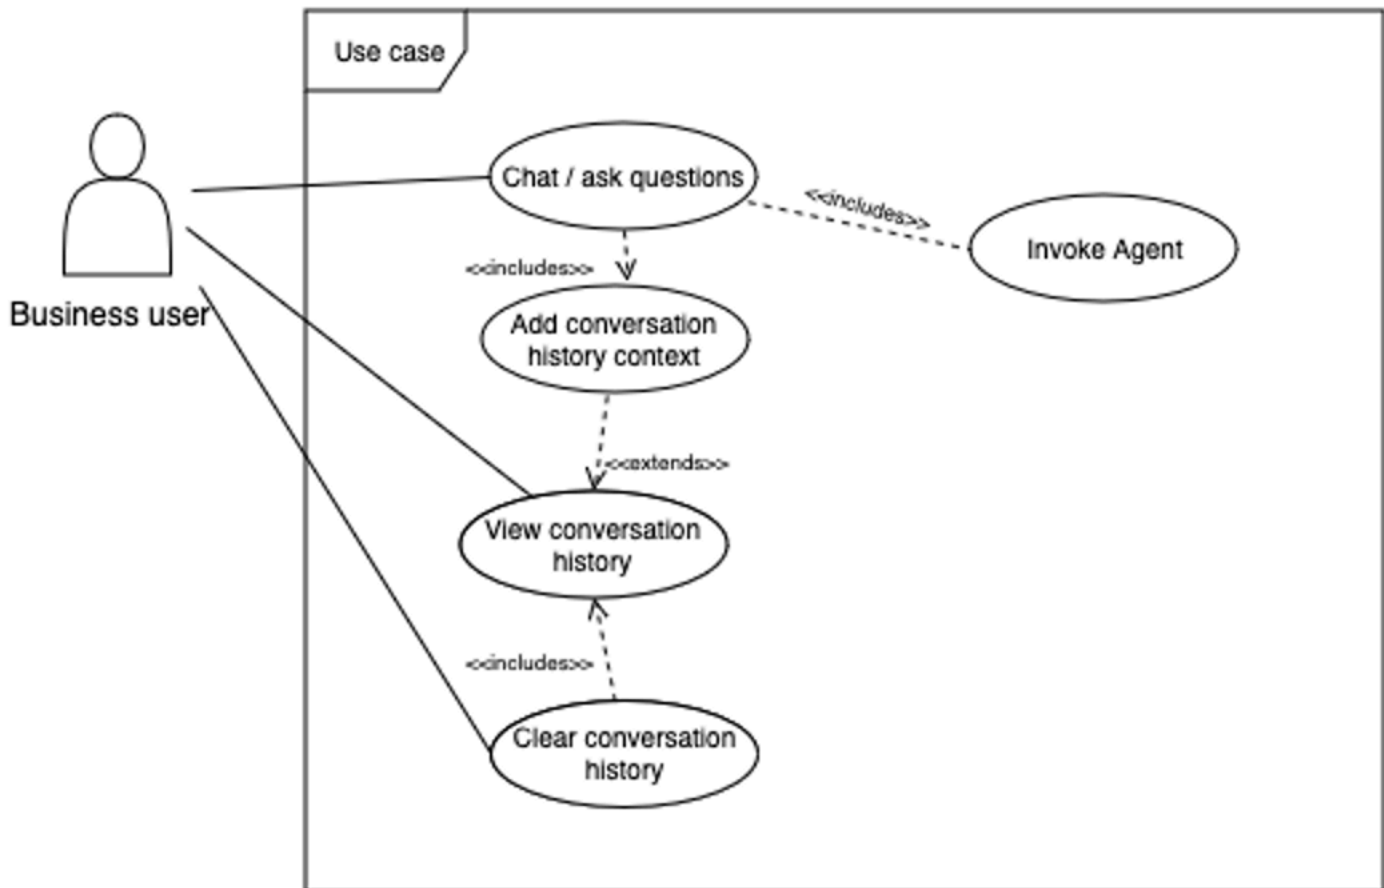 Use case
Chat / ask questions
<<includes>>
Invoke Agent
<<includes>>
Business user
Add conversation
history context
<<extends>>
View conversation
history
<<includes>>
Clear conversation
history